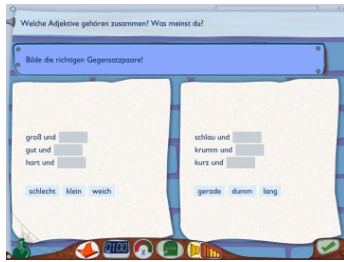 Welche Adjektive gehören zusammen? Was meinst du?
Bilde die richtigen Gegensatzpaare!
groß und
gut und
hart und
schlecht klein weich
schlau und
krumm und
kurz und
gerade dumm lang